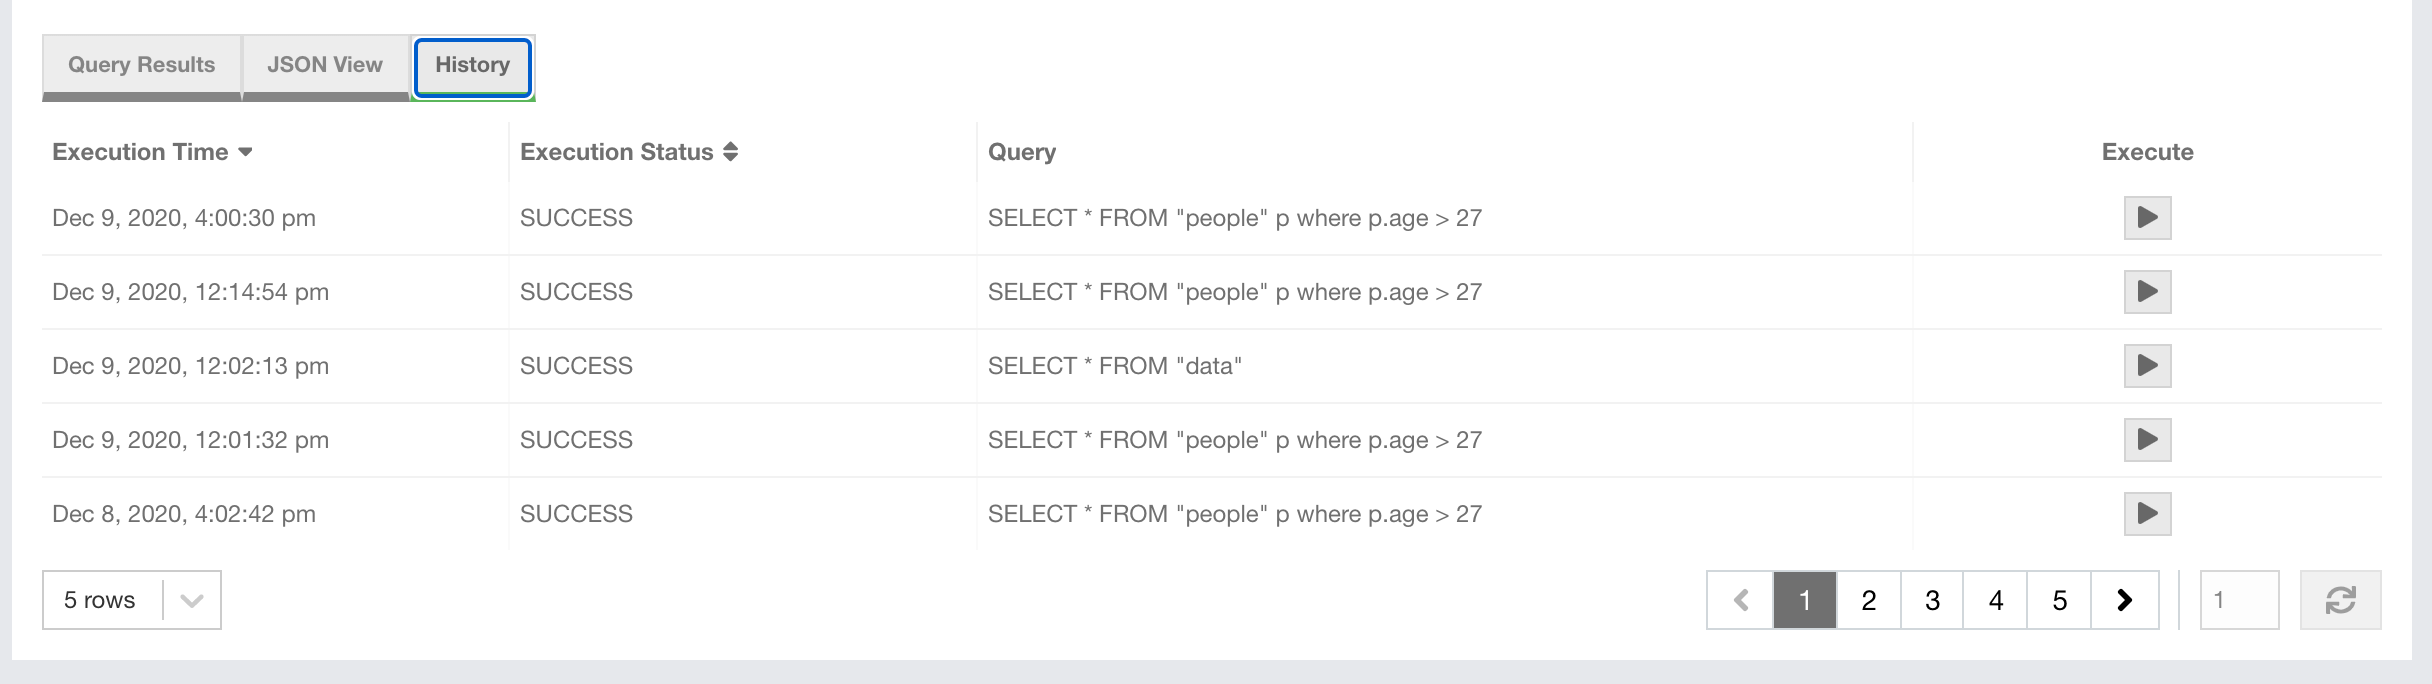 Query Results JSON View History
Execution Time Execution Status Query Execute
Dec 9, 2020, 4:00:30 pm SUCCESS SELECT * FROM "people" p where p.age > 27
Dec 9, 2020, 12:14:54 pm SUCCESS SELECT * FROM "people" p where p.age > 27
Dec 9, 2020, 12:02:13 pm SUCCESS SELECT * FROM "data"
Dec 9, 2020, 12:01:32 pm SUCCESS SELECT * FROM "people" p where p.age > 27
Dec 8, 2020, 4:02:42 pm SUCCESS SELECT * FROM "people" p where p.age > 27
5 rows 1 2 3 4 5 1